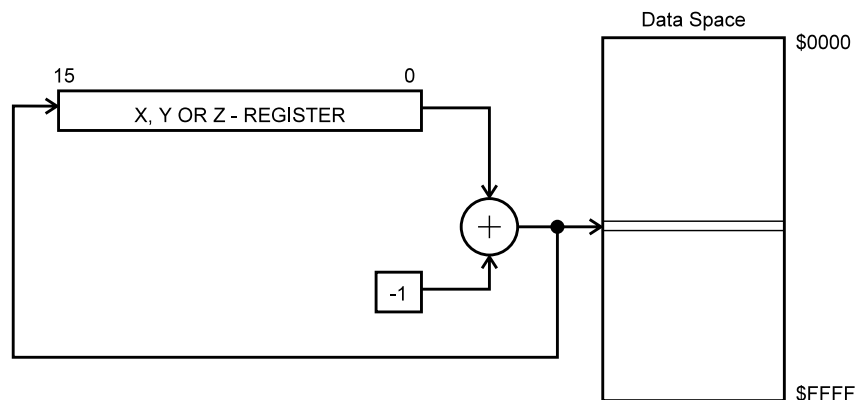 Data Space
$0000
15
0
X, Y OR Z - REGISTER
+
-1
$FFFF